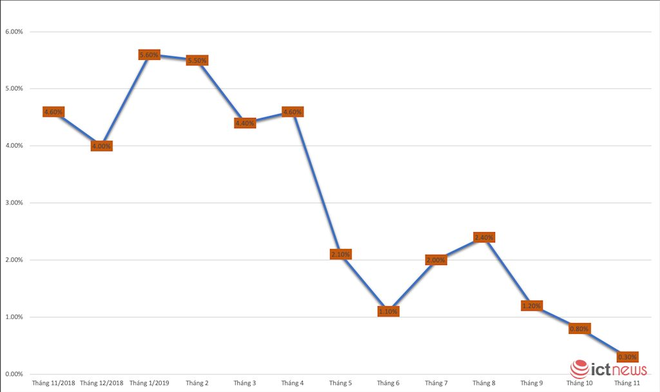 6.00%
5.00%
4.00%
3.00%
2.00%
1.00%
0.00%
4.60%
4.00%
5.60%
5.50%
4.40%
4.60%
2.10%
1.10%
2.00%
2.40%
1.20%
0.80%
0.30%
Tháng 11/2018
Tháng 12/2018
Tháng 1/2019
Tháng 2
Tháng 3
Tháng 4
Tháng 5
Tháng 6
Tháng 7
Tháng 8
Tháng 9
Tháng 10
Tháng 11
ictnews